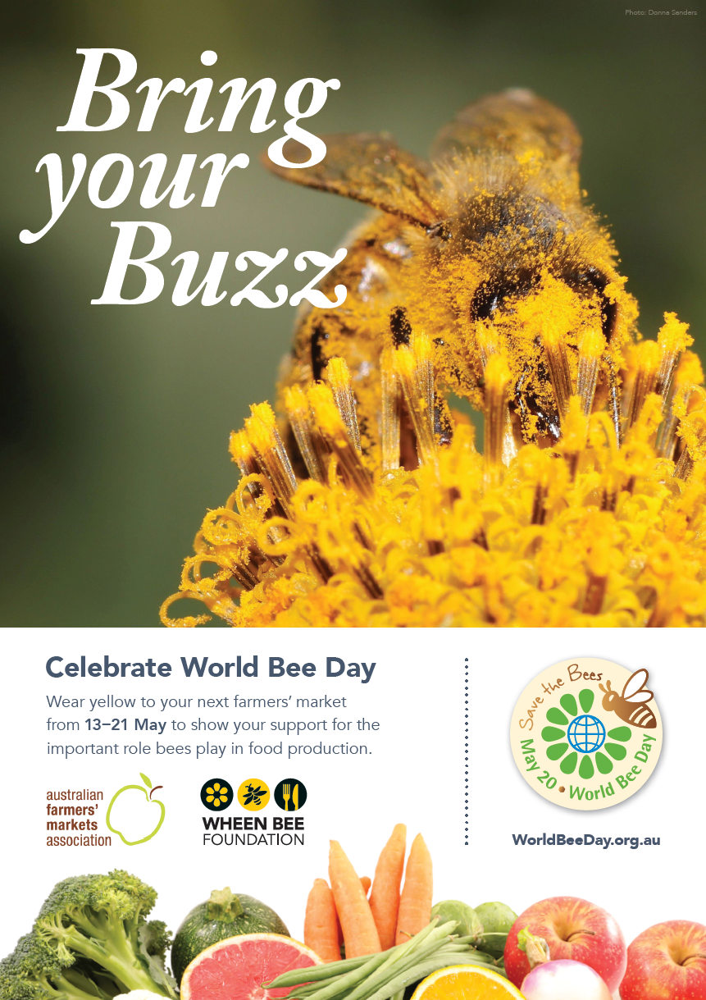 Photo: Donna Sanders
Bring
your
Buzz
Celebrate World Bee Day
Wear yellow to your next farmers’ market
from 13–21 May to show your support for the
important role bees play in food production.
australian
farmers’
markets
association
WHEEN BEE
FOUNDATION
Save the Bees
May 20 • World Bee Day
WorldBeeDay.org.au